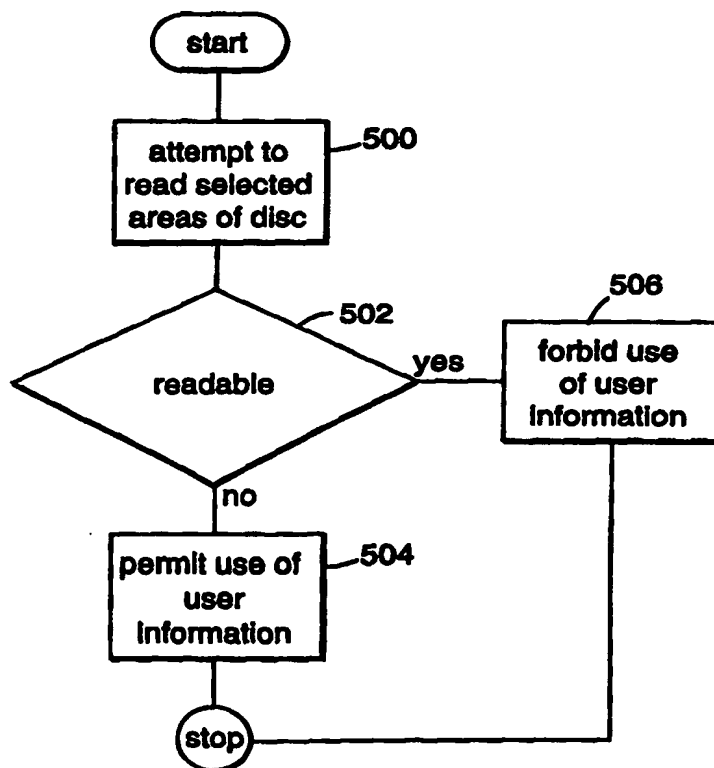 start
500
attempt to
read selected
areas of disc
502
readable
yes
506
forbid use
of user
information
no
504
permit use of
user
information
stop